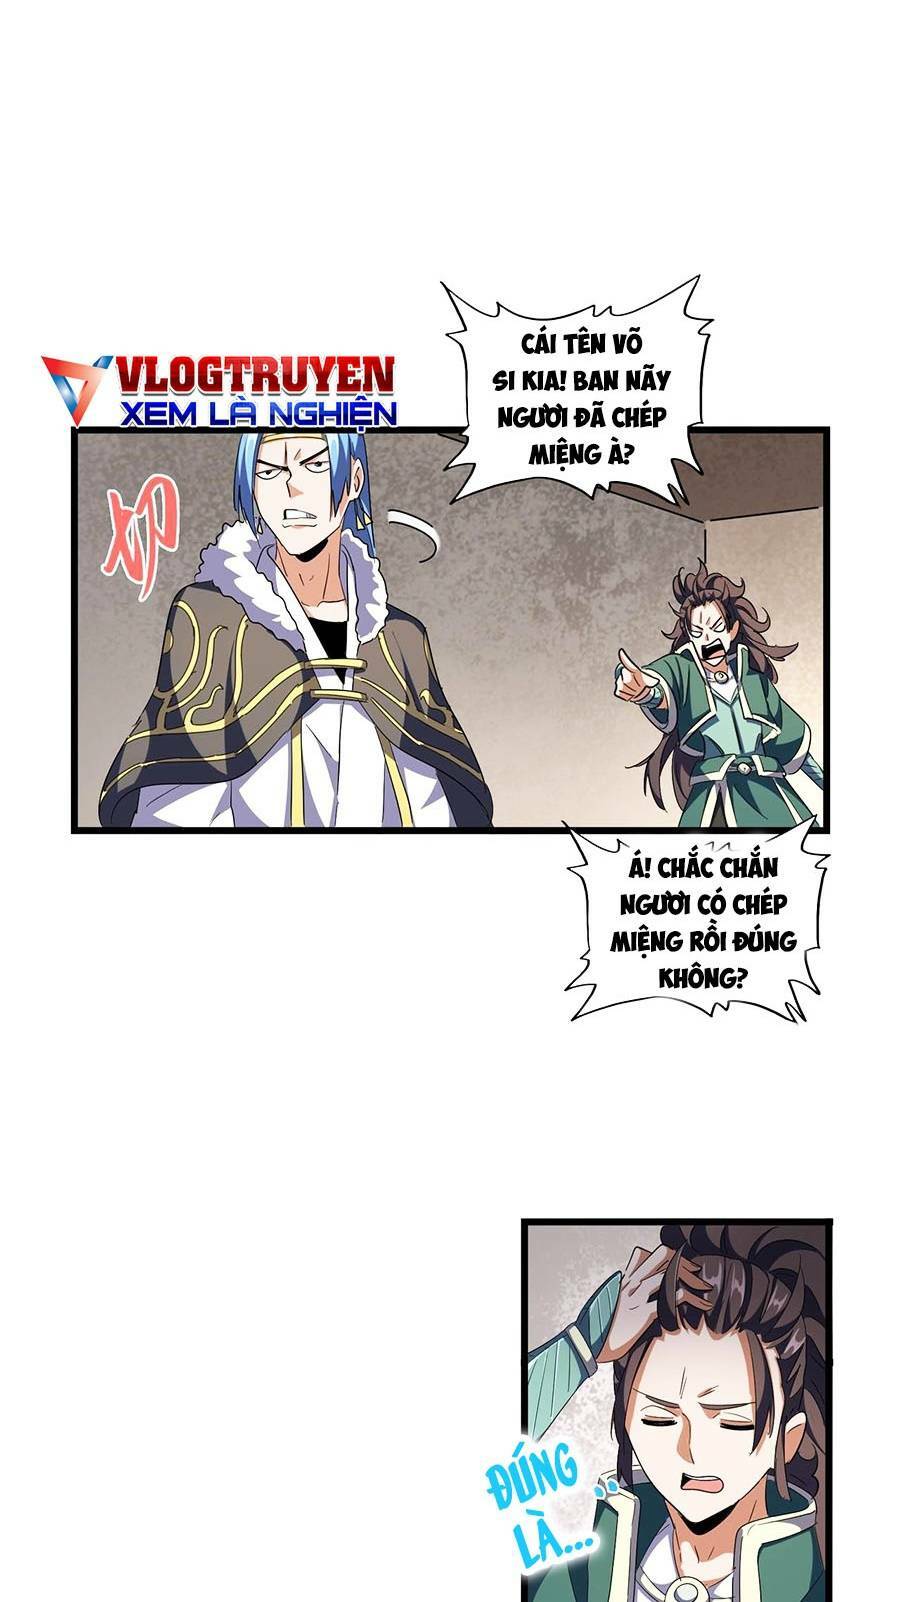 CÁI TÊN VÕ
SI KIA! BAN NÃY
NGƯƠI ĐÃ CHÉP
MIỆNG À?
VLOGTRUYEN
XEM LÀ NGHIỆN
Á! CHẮC CHẮN
NGƯƠI CÓ CHÉP
MIỆNG RỒI ĐÚNG
KHÔNG?
ĐÚNG
LÀ...